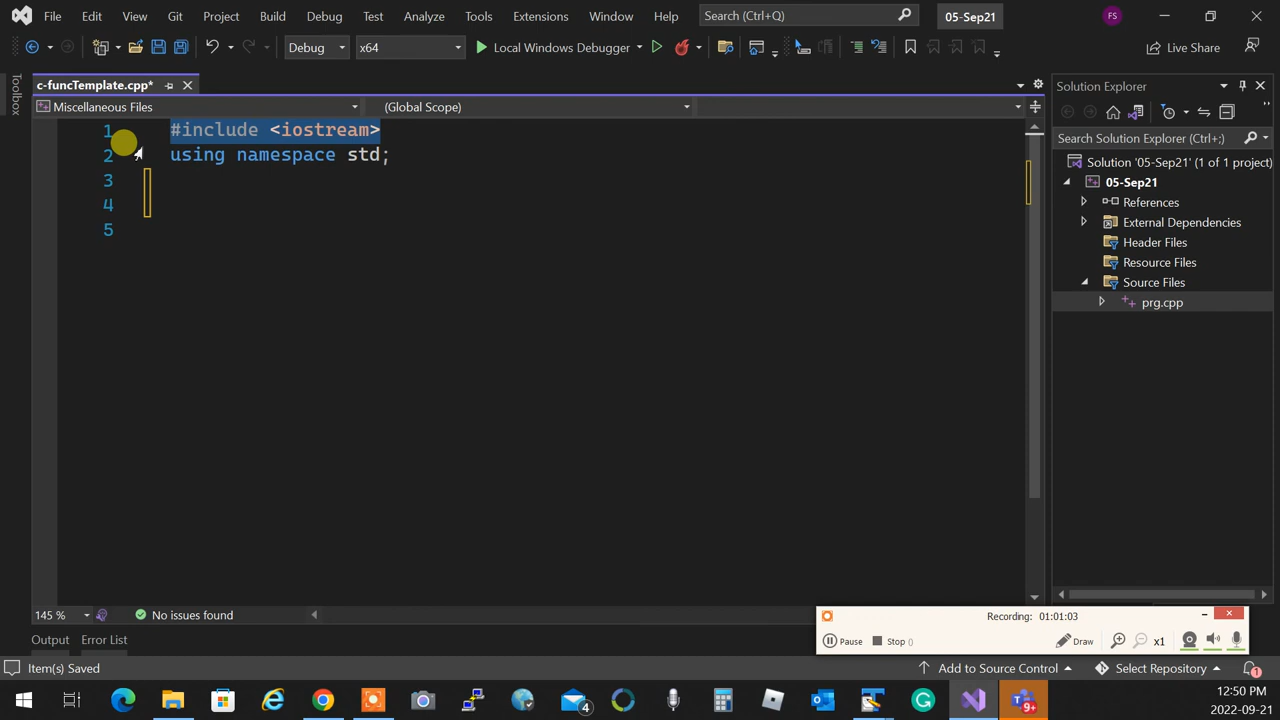 File Edit View Git Project Build Debug Test Analyze Tools Extensions Window Help Search (Ctrl+Q) 05-Sep21 FS
Debug x64 Local Windows Debugger Live Share
Toolbox
c-funcTemplate.cpp*
Miscellaneous Files (Global Scope)
1 #include <iostream>
2 using namespace std;
3
4
5
Solution Explorer
Search Solution Explorer (Ctrl+;)
Solution '05-Sep21' (1 of 1 project)
05-Sep21
References
External Dependencies
Header Files
Resource Files
Source Files
prg.cpp
145 % No issues found
Recording: 01:01:03
Pause Stop Draw x1
Output Error List
Item(s) Saved Add to Source Control Select Repository 1
4 9+
12:50 PM
2022-09-21